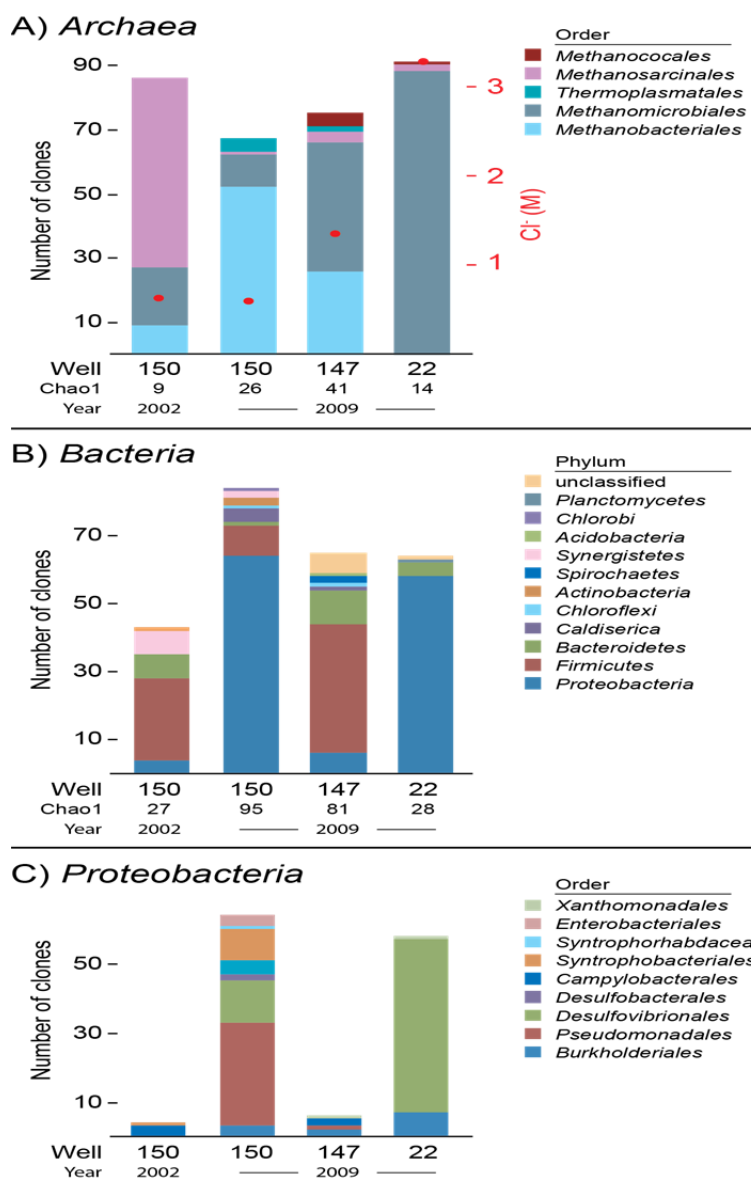 A) Archaea
Order
Methanococales
Methanosarcinales
Thermoplasmatales
Methanomicrobiales
Methanobacteriales
Number of clones
90
70
50
30
10
3
2
1
Cl- (M)
Well 150 150 147 22
Chao1 9 26 41 14
Year 2002 2009
B) Bacteria
Phylum
unclassified
Planctomycetes
Chlorobi
Acidobacteria
Synergistetes
Spirochaetes
Actinobacteria
Chloroflexi
Caldiserica
Bacteroidetes
Firmicutes
Proteobacteria
Number of clones
70
50
30
10
Well 150 150 147 22
Chao1 27 95 81 28
Year 2002 2009
C) Proteobacteria
Order
Xanthomonadales
Enterobacteriales
Syntrophorhabdacea
Syntrophobacteriales
Campylobacterales
Desulfobacterales
Desulfovibrionales
Pseudomonadales
Burkholderiales
Number of clones
50
30
10
Well 150 150 147 22
Year 2002 2009